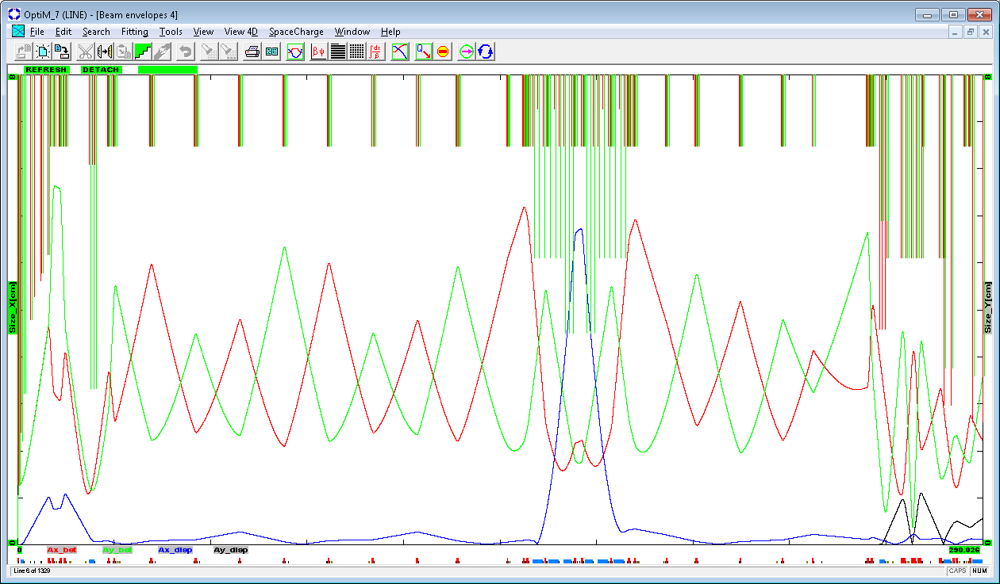 OptiM_7 (LINE) - [Beam envelopes 4]
File Edit Search Fitting Tools View View 4D SpaceCharge Window Help
βψ
∫dx/β
REFRESH DETACH
8 8
Size_X[cm] Size_Y[cm]
0 0
0 Ax_bet Ay_bet Ax_disp Ay_disp 290.026
Line 6 of 1329 CAPS NUM